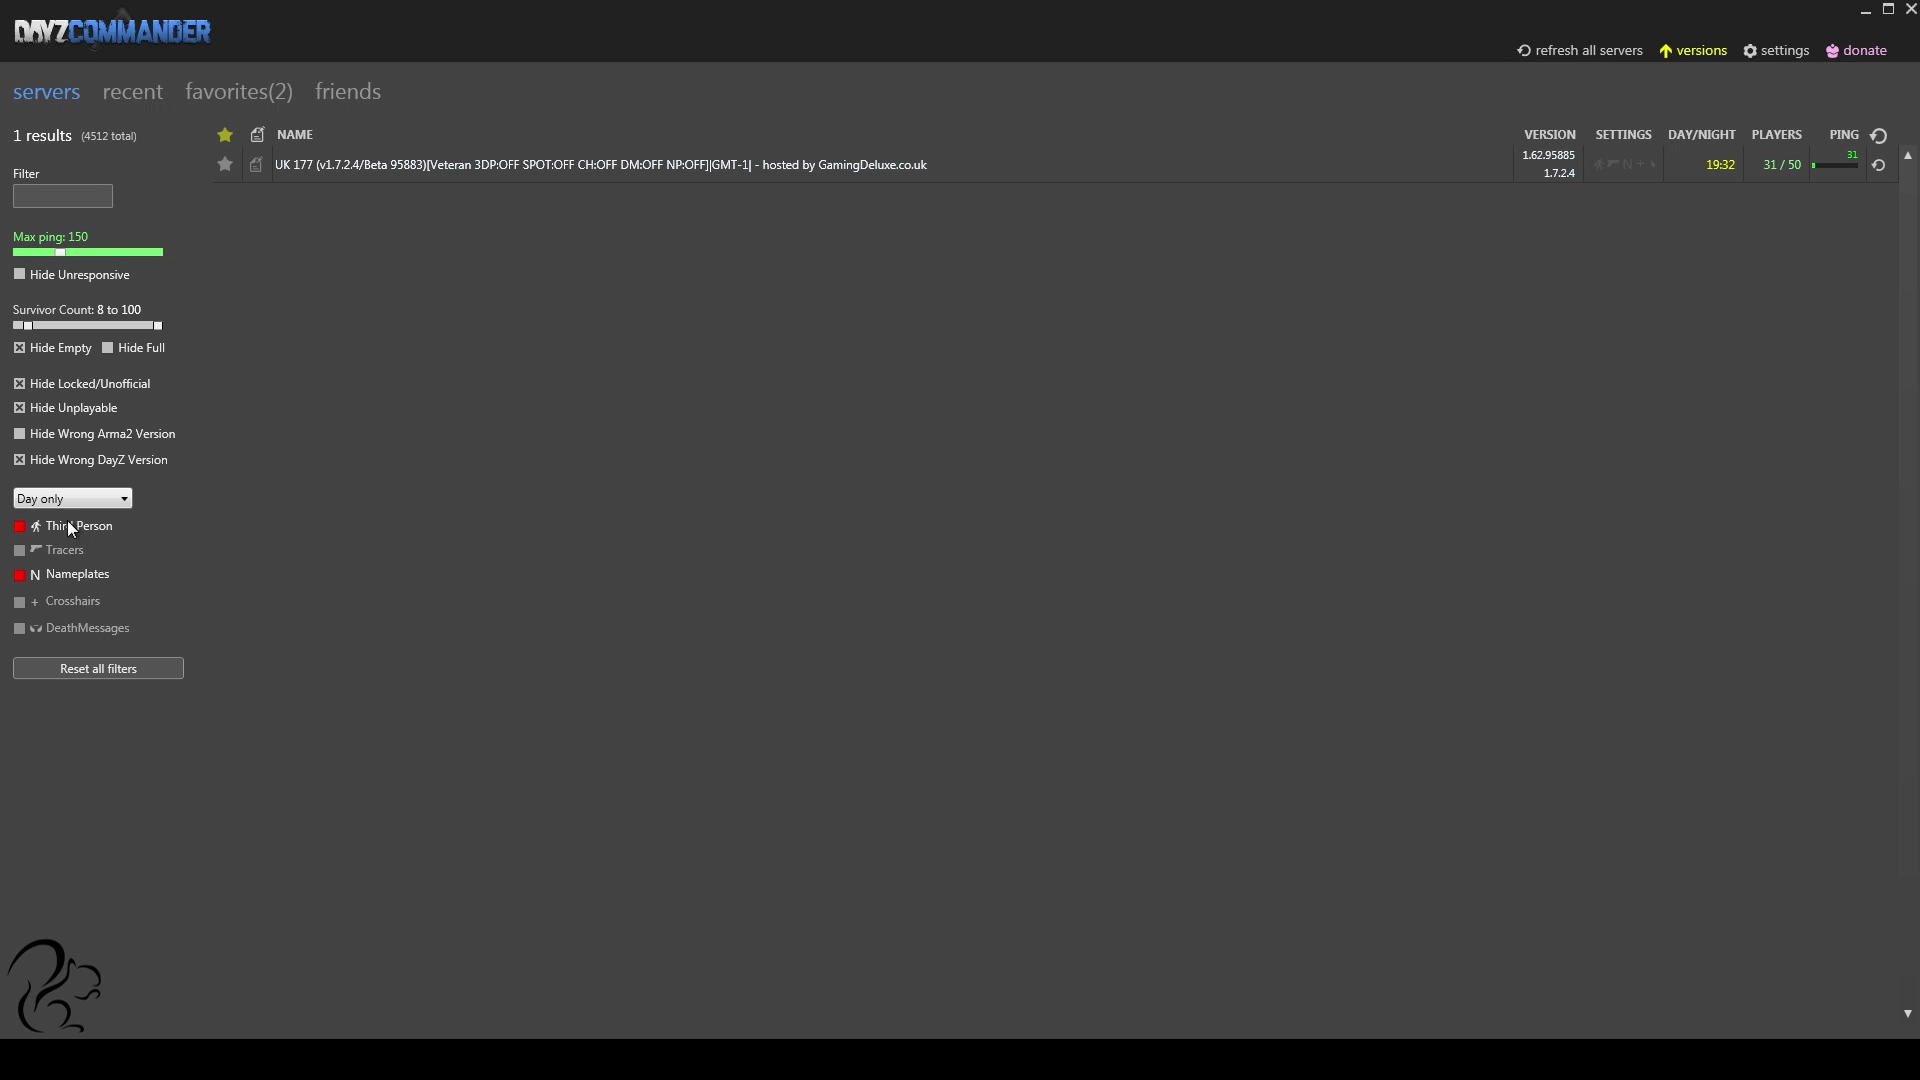 DAYZCOMMANDER
refresh all servers versions settings donate
servers recent favorites(2) friends
1 results (4512 total)
NAME VERSION SETTINGS DAY/NIGHT PLAYERS PING
UK 177 (v1.7.2.4/Beta 95883)[Veteran 3DP:OFF SPOT:OFF CH:OFF DM:OFF NP:OFF]|GMT-1| - hosted by GamingDeluxe.co.uk 1.62.95885 19:32 31 / 50 31
1.7.2.4
Filter
Max ping: 150
Hide Unresponsive
Survivor Count: 8 to 100
Hide Empty Hide Full
Hide Locked/Unofficial
Hide Unplayable
Hide Wrong Arma2 Version
Hide Wrong DayZ Version
Day only
Third Person
Tracers
N Nameplates
+ Crosshairs
DeathMessages
Reset all filters